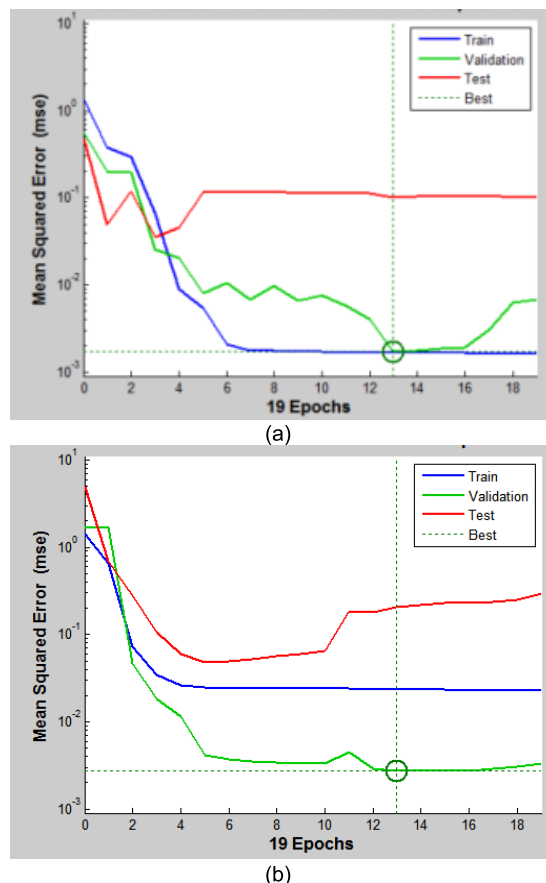 10^1
10^0
10^-1
10^-2
10^-3
Mean Squared Error (mse)
Train
Validation
Test
Best
0 2 4 6 8 10 12 14 16 18
19 Epochs
(a)
10^1
10^0
10^-1
10^-2
10^-3
Mean Squared Error (mse)
Train
Validation
Test
Best
0 2 4 6 8 10 12 14 16 18
19 Epochs
(b)